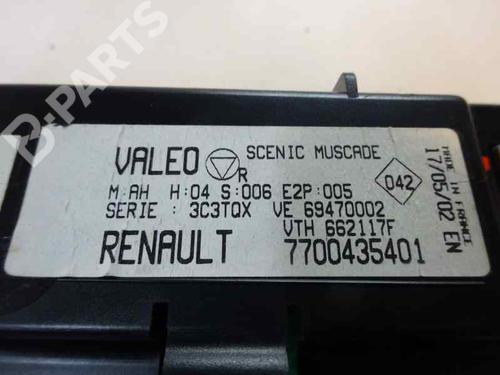 B-PARTS
VALEO R SCENIC MUSCADE
M:AH H:04 S:006 E2P:005
SERIE : 3C3TQX VE 69470002
VTH 662117F
RENAULT 7700435401
042
MADE IN FRANCE
17/05/02 EN